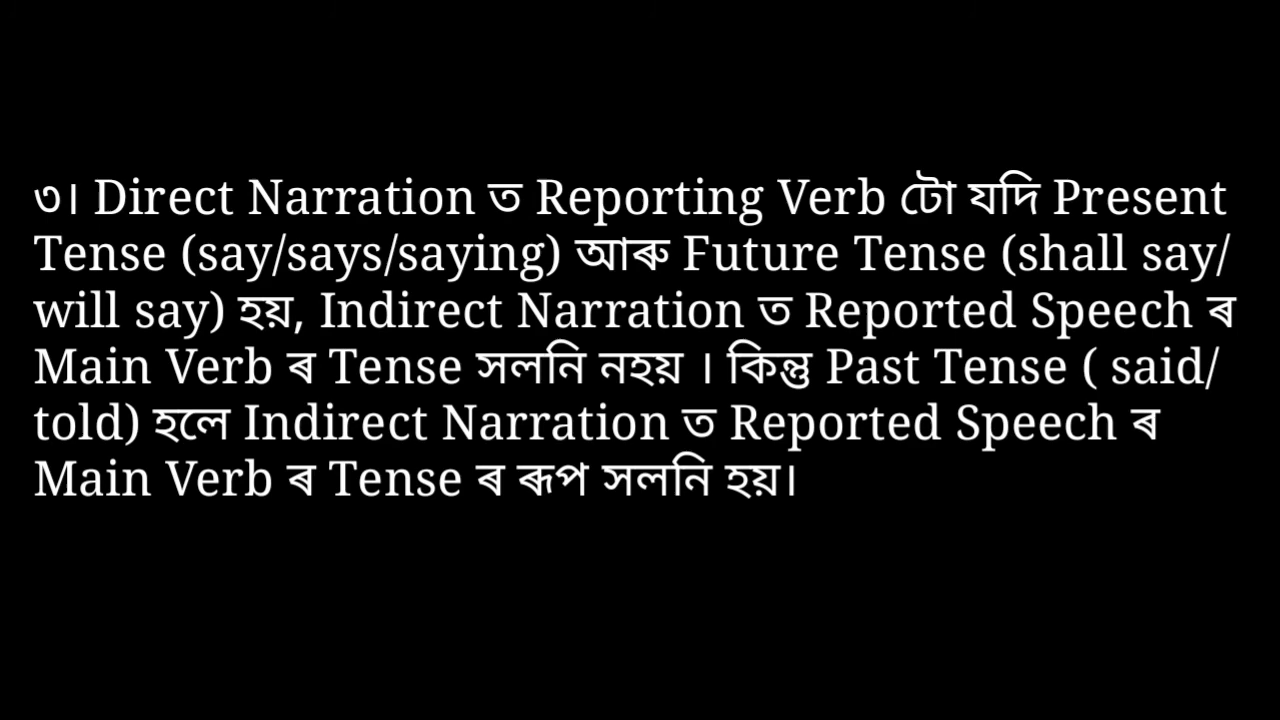 ৩। Direct Narration ত Reporting Verb টো যদি Present
Tense (say/says/saying) আৰু Future Tense (shall say/
will say) হয়, Indirect Narration ত Reported Speech ৰ
Main Verb ৰ Tense সলনি নহয় । কিন্তু Past Tense ( said/
told) হলে Indirect Narration ত Reported Speech ৰ
Main Verb ৰ Tense ৰ ৰূপ সলনি হয়।